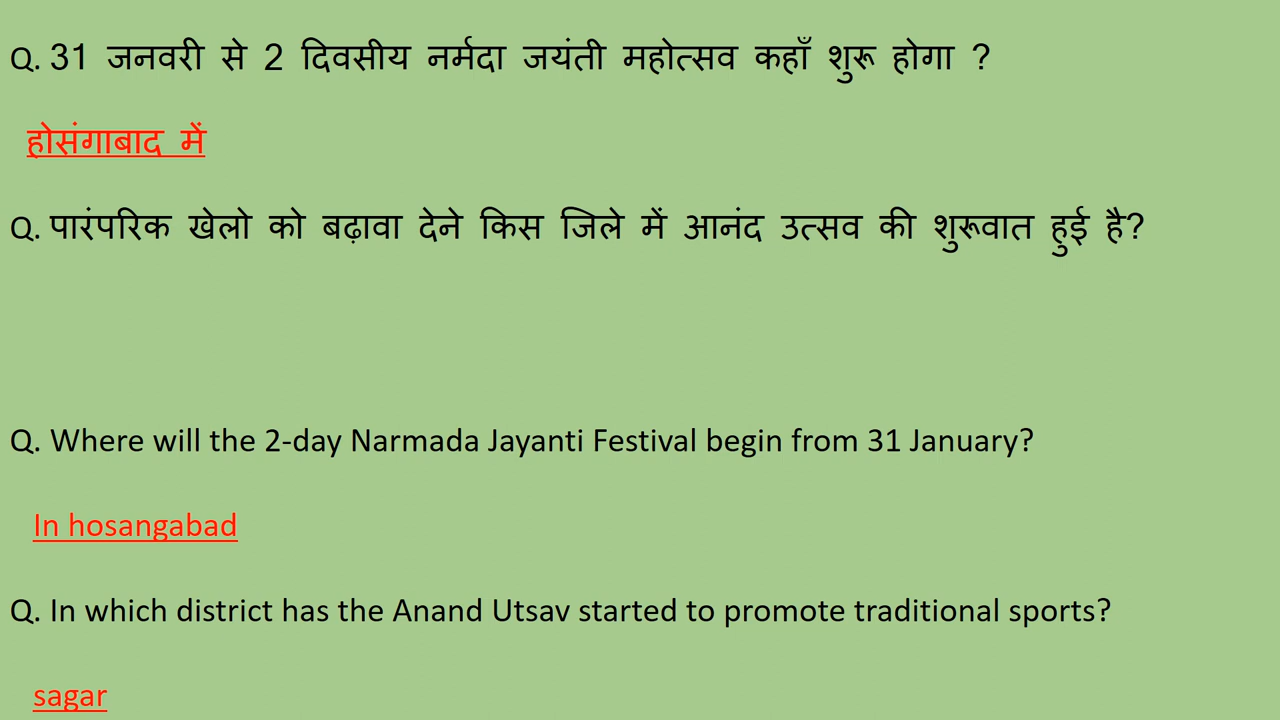 Q. 31 जनवरी से 2 दिवसीय नर्मदा जयंती महोत्सव कहाँ शुरू होगा ?
होसंगाबाद में
Q. पारंपरिक खेलो को बढ़ावा देने किस जिले में आनंद उत्सव की शुरूवात हुई है?
Q. Where will the 2-day Narmada Jayanti Festival begin from 31 January?
In hosangabad
Q. In which district has the Anand Utsav started to promote traditional sports?
sagar